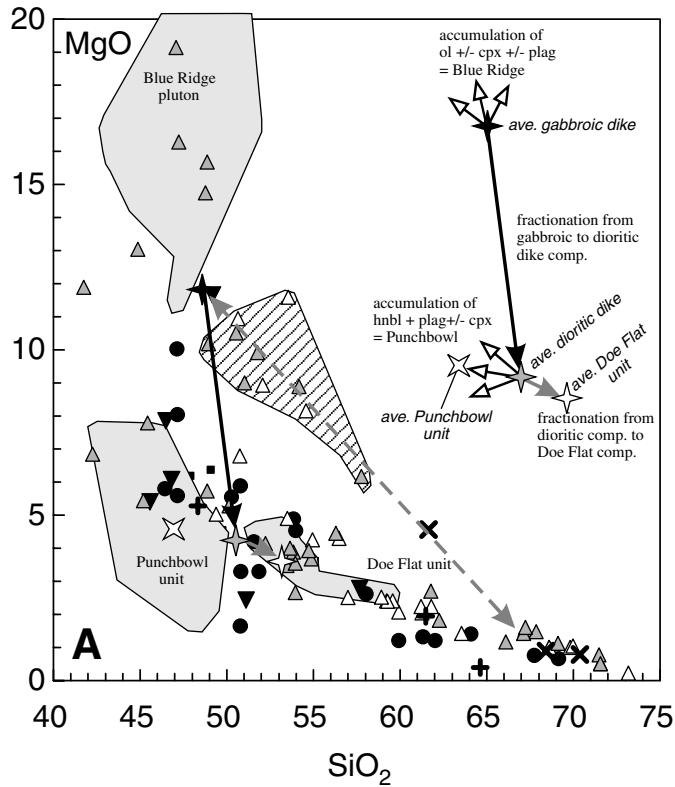 20
15
10
5
0
MgO
Blue Ridge
pluton
accumulation of
ol +/- cpx +/- plag
= Blue Ridge
ave. gabbroic dike
fractionation from
gabbroic to dioritic
dike comp.
accumulation of
hnbl + plag+/- cpx
= Punchbowl
ave. dioritic dike
ave. Doe Flat
unit
ave. Punchbowl
unit
fractionation from
dioritic comp. to
Doe Flat comp.
Punchbowl
unit
Doe Flat unit
A
40 45 50 55 60 65 70 75
SiO2